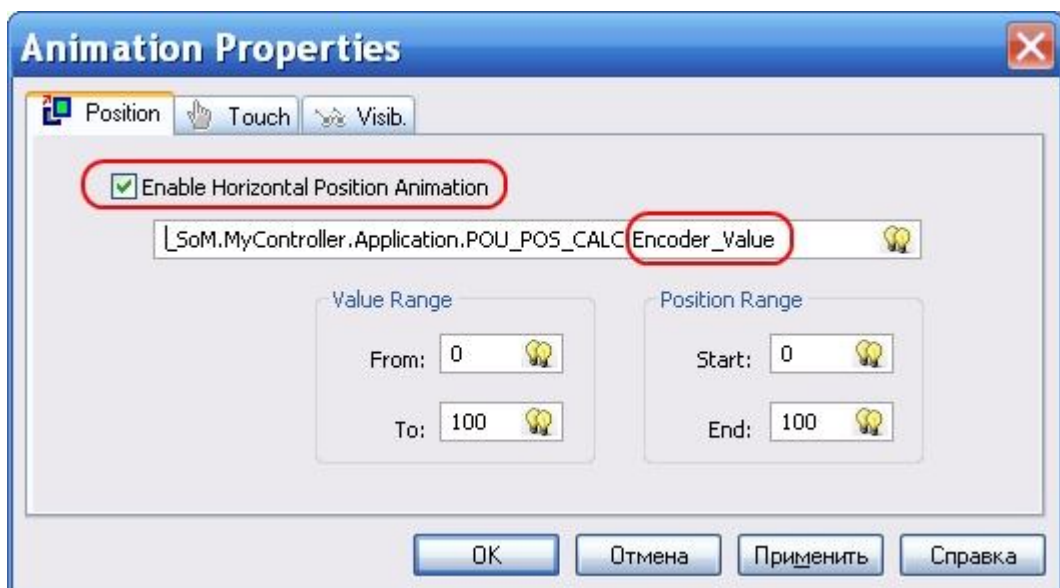 Animation Properties
Position Touch Visib.
Enable Horizontal Position Animation
_SoM.MyController.Application.POU_POS_CALC.Encoder_Value
Value Range Position Range
From: 0 Start: 0
To: 100 End: 100
OK Отмена Применить Справка